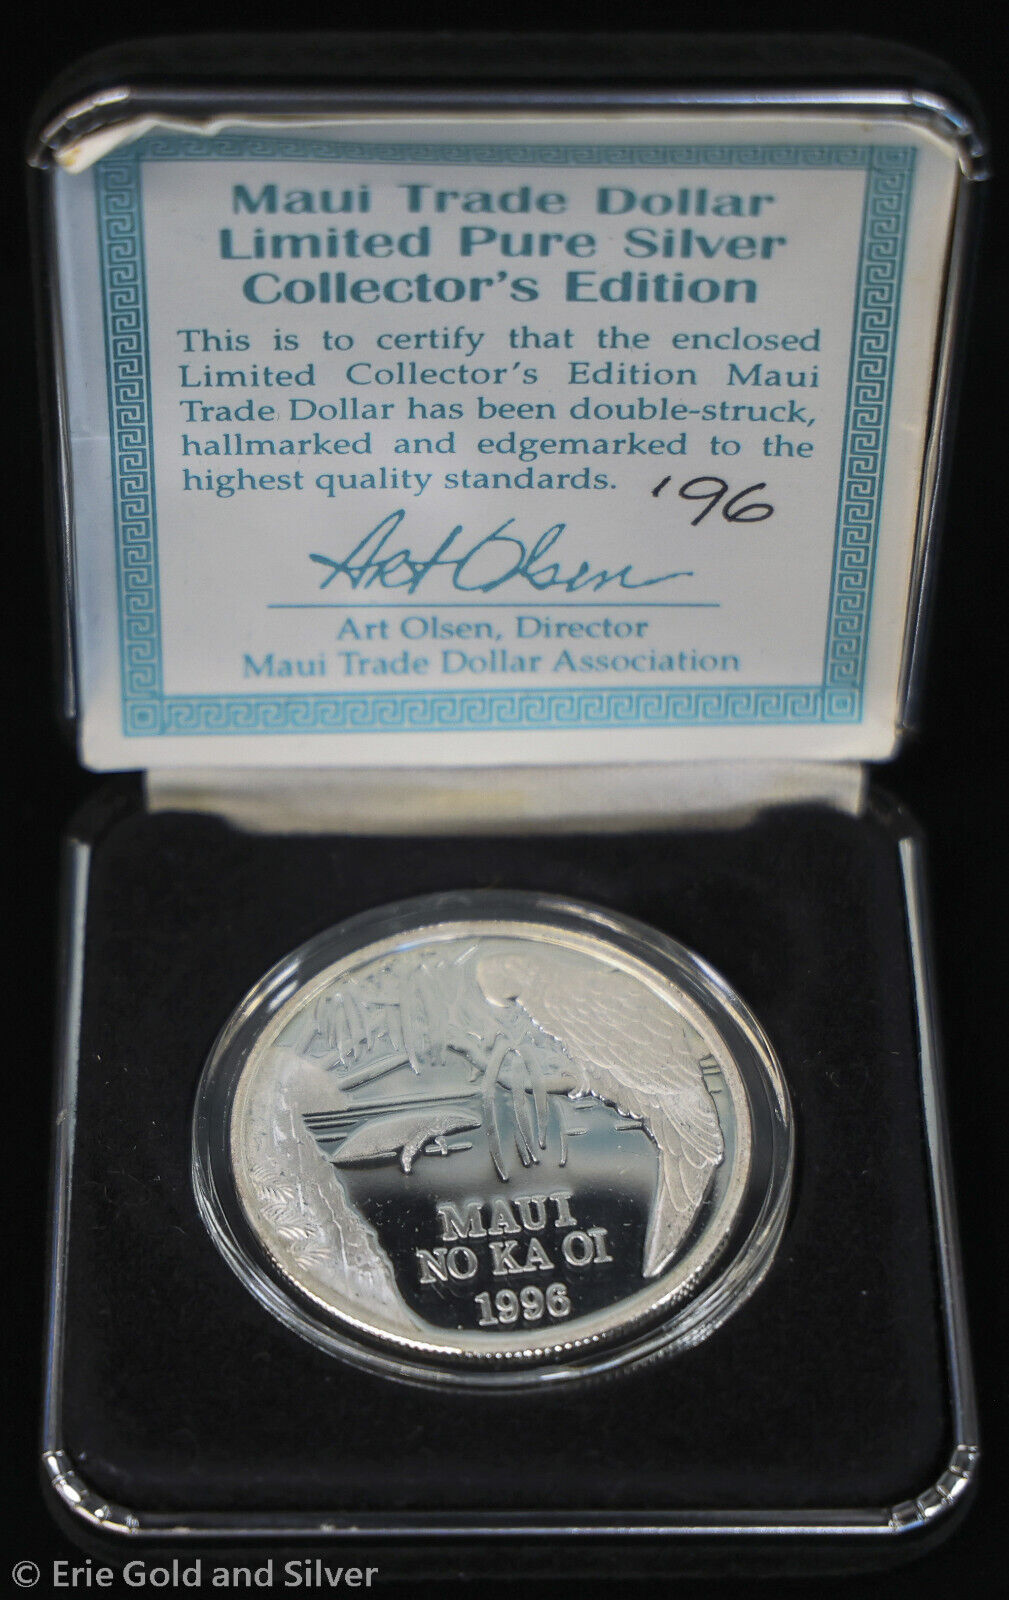 Maui Trade Dollar
Limited Pure Silver
Collector's Edition
This is to certify that the enclosed
Limited Collector's Edition Maui
Trade Dollar has been double-struck,
hallmarked and edgemarked to the
highest quality standards. '96
Art Olsen
Art Olsen, Director
Maui Trade Dollar Association
MAUI
NO KA OI
1996
© Erie Gold and Silver